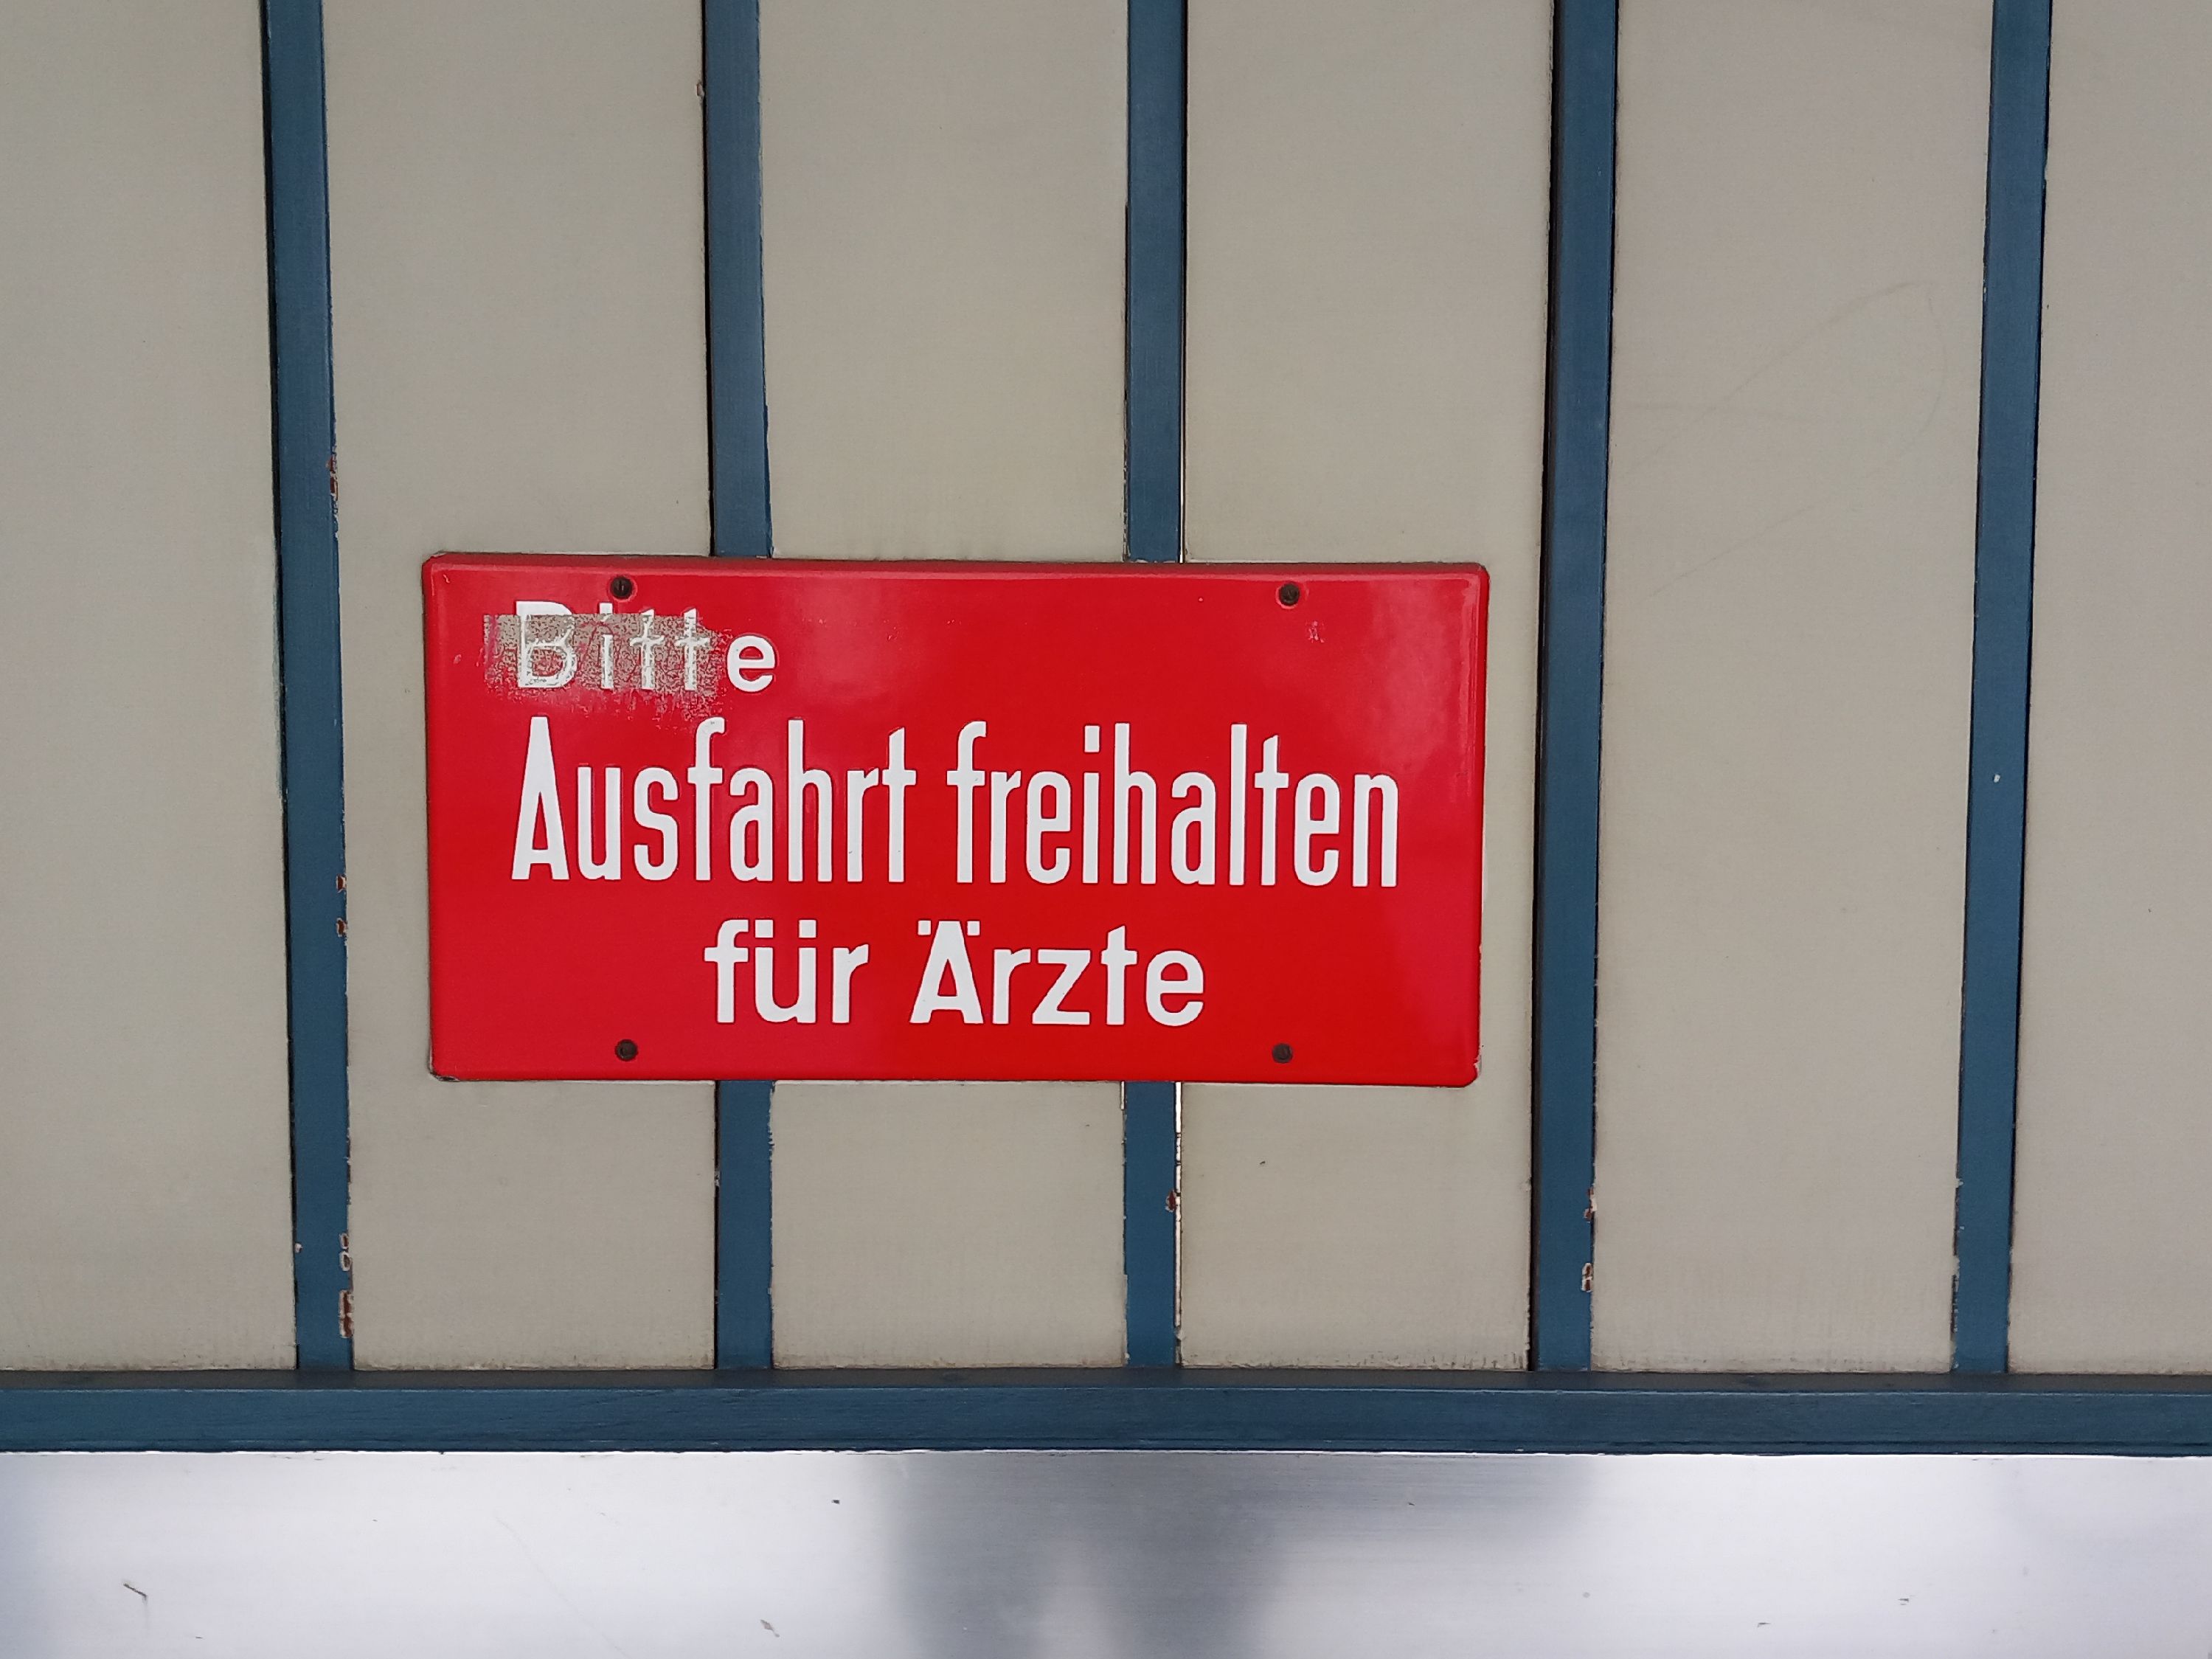 Bitte
Ausfahrt freihalten
für Ärzte